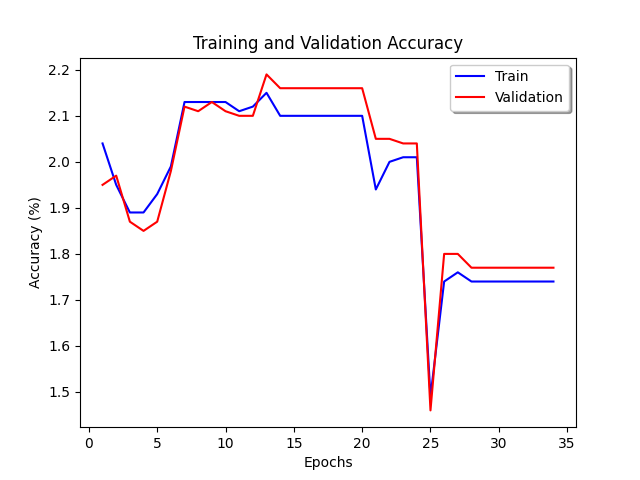 Training and Validation Accuracy
Train
Validation
2.2
2.1
2.0
1.9
1.8
1.7
1.6
1.5
Accuracy (%)
0 5 10 15 20 25 30 35
Epochs